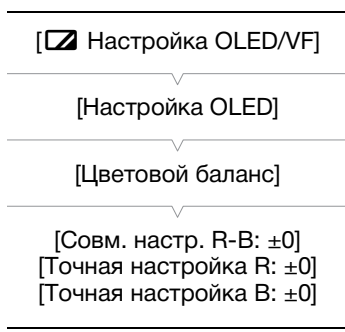 [Настройка OLED/VF]
[Настройка OLED]
[Цветовой баланс]
[Совм. настр. R-B: ±0]
[Точная настройка R: ±0]
[Точная настройка B: ±0]